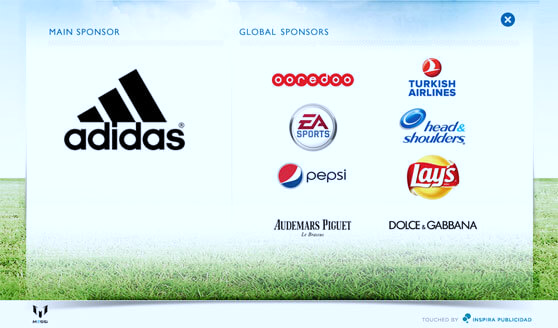 MAIN SPONSOR
GLOBAL SPONSORS
adidas®
ooredoo
TURKISH
AIRLINES
EA
SPORTS
head&
shoulders
pepsi
Lay's
AUDEMARS PIGUET
Le Brassus
DOLCE & GABBANA
MESSI
TOUCHED BY INSPIRA PUBLICIDAD